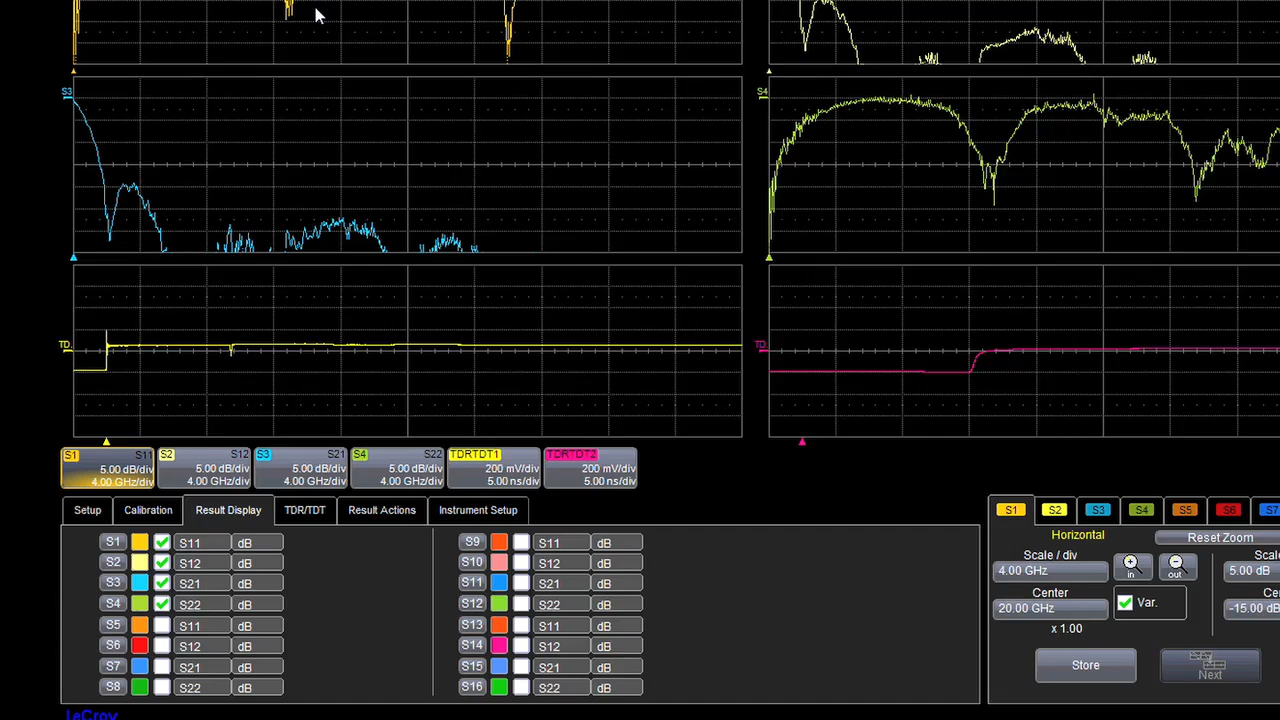 S3
S4
TD.
TD
S1 S11
5.00 dB/div
4.00 GHz/div
S2 S12
5.00 dB/div
4.00 GHz/div
S3 S21
5.00 dB/div
4.00 GHz/div
S4 S22
5.00 dB/div
4.00 GHz/div
TDRTDT1
200 mV/div
5.00 ns/div
TDRTDT2
200 mV/div
5.00 ns/div
Setup Calibration Result Display TDR/TDT Result Actions Instrument Setup
S1 S11 dB
S2 S12 dB
S3 S21 dB
S4 S22 dB
S5 S11 dB
S6 S12 dB
S7 S21 dB
S8 S22 dB
S9 S11 dB
S10 S12 dB
S11 S21 dB
S12 S22 dB
S13 S11 dB
S14 S12 dB
S15 S21 dB
S16 S22 dB
S1 S2 S3 S4 S5 S6 S7
Horizontal
Reset Zoom
Scale / div
4.00 GHz
in
out
5.00 dB
Center
20.00 GHz
Var.
-15.00 dB
x 1.00
Store
Next
LeCroy